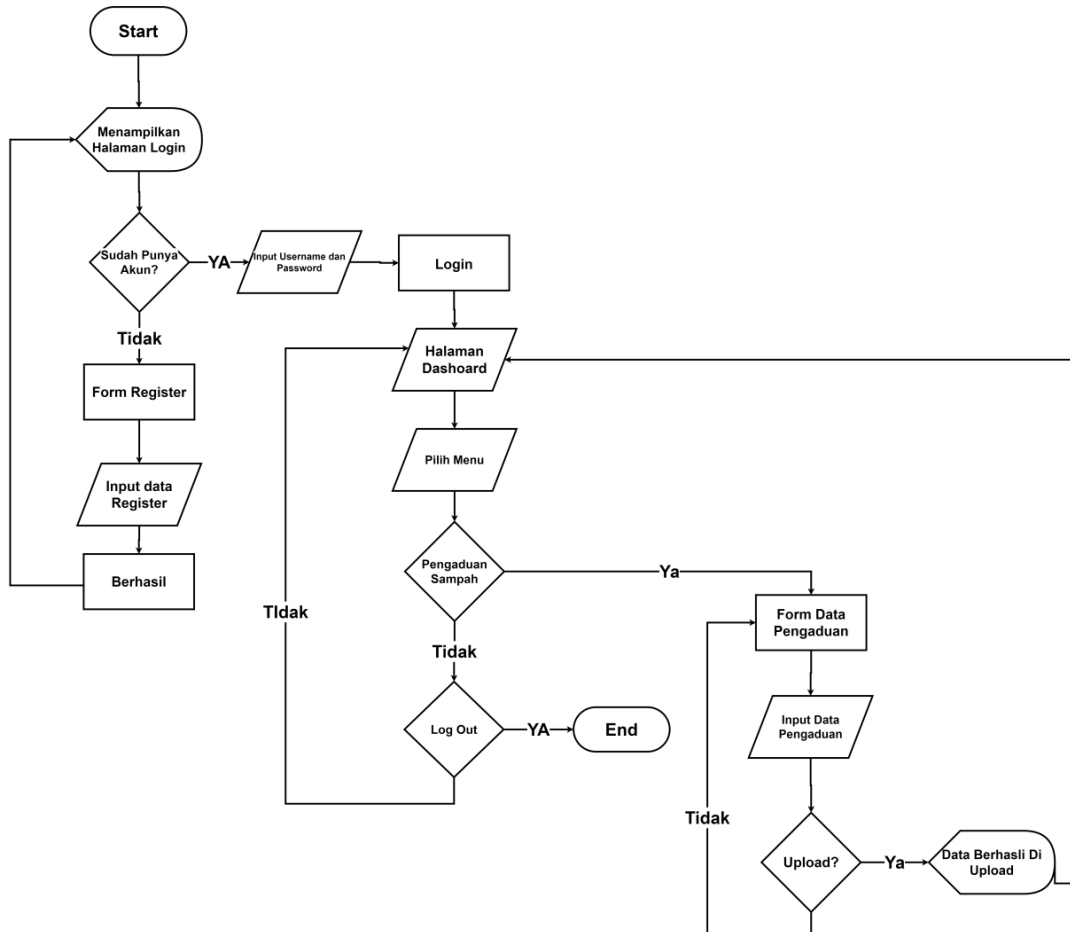 Start
Menampilkan
Halaman Login
Sudah Punya
Akun?
YA
Input Username dan
Password
Login
Tidak
Form Register
Input data
Register
Berhasil
Halaman
Dashoard
Pilih Menu
Pengaduan
Sampah
Ya
TIdak
Tidak
Log Out
YA
End
Form Data
Pengaduan
Input Data
Pengaduan
Tidak
Upload?
Ya
Data Berhasli Di
Upload